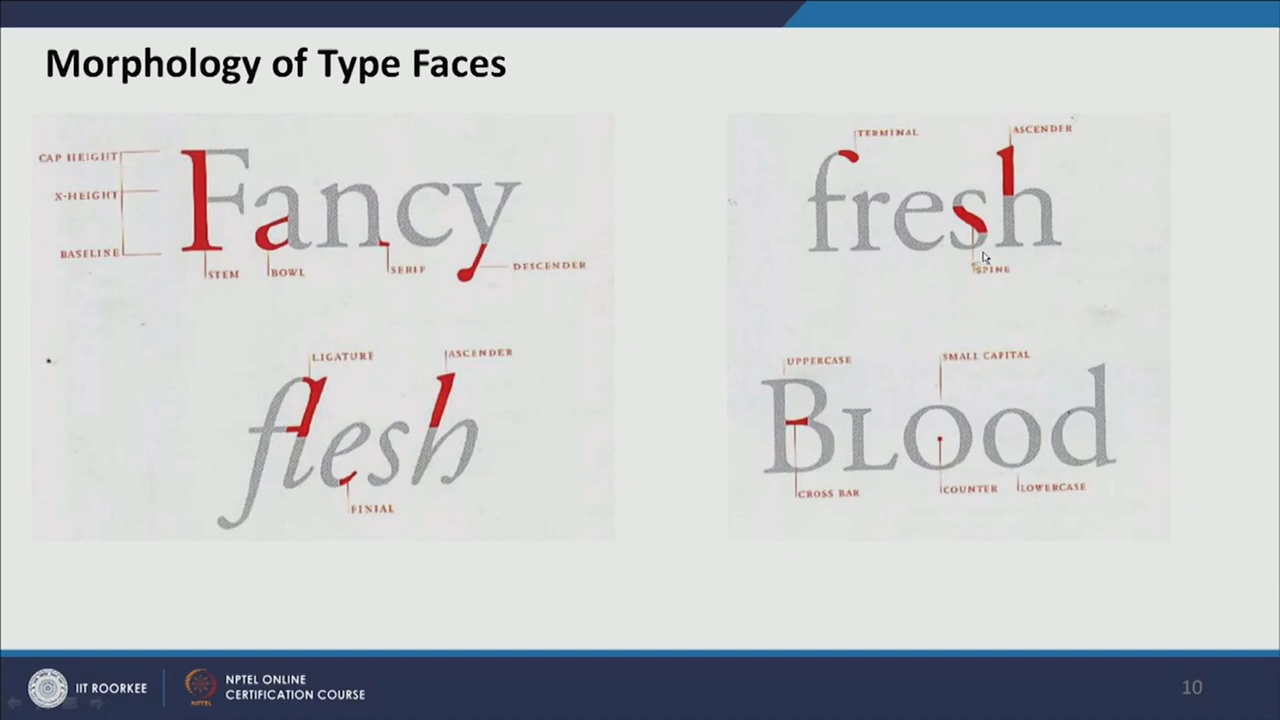 Morphology of Type Faces
CAP HEIGHT
X-HEIGHT
BASELINE
Fancy
STEM
BOWL
SERIF
DESCENDER
LIGATURE
ASCENDER
flesh
FINIAL
TERMINAL
ASCENDER
fresh
SPINE
UPPERCASE
SMALL CAPITAL
BLood
CROSS BAR
COUNTER
LOWERCASE
IIT ROORKEE
NPTEL
NPTEL ONLINE
CERTIFICATION COURSE
10